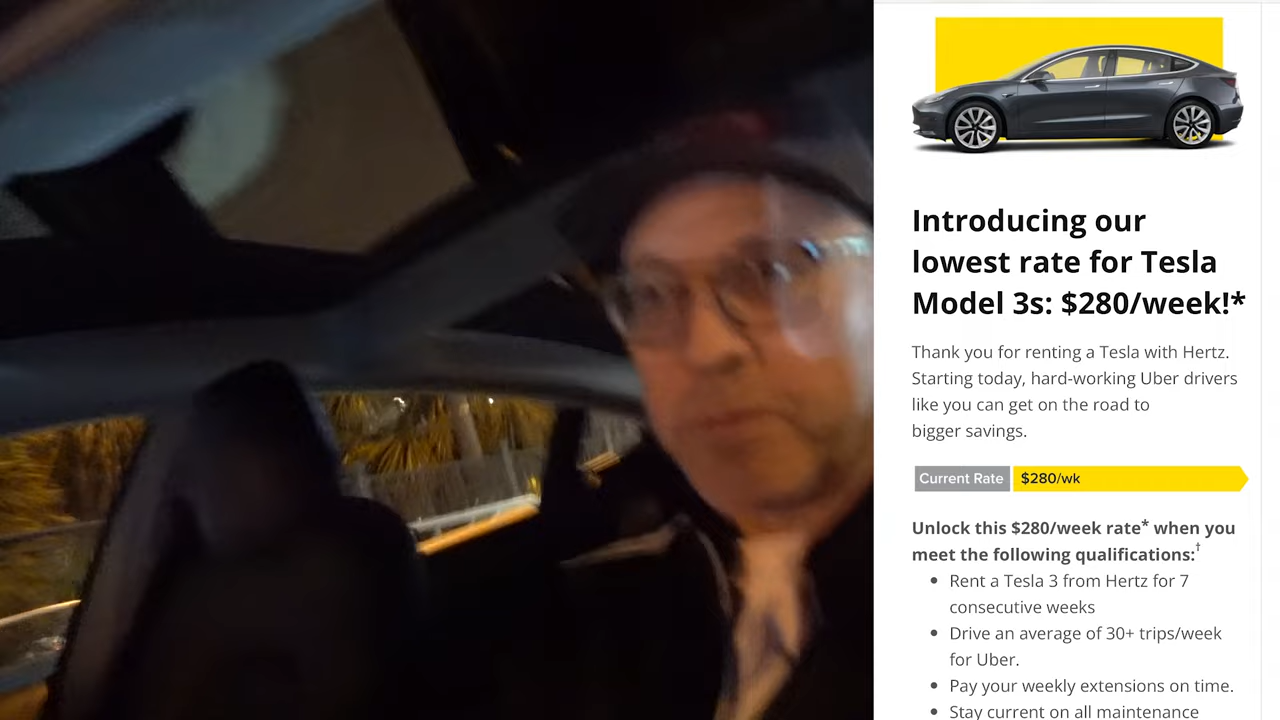 Introducing our
lowest rate for Tesla
Model 3s: $280/week!*
Thank you for renting a Tesla with Hertz.
Starting today, hard-working Uber drivers
like you can get on the road to
bigger savings.
Current Rate $280/wk
Unlock this $280/week rate* when you
meet the following qualifications:†
• Rent a Tesla 3 from Hertz for 7
consecutive weeks
• Drive an average of 30+ trips/week
for Uber.
• Pay your weekly extensions on time.
• Stay current on all maintenance